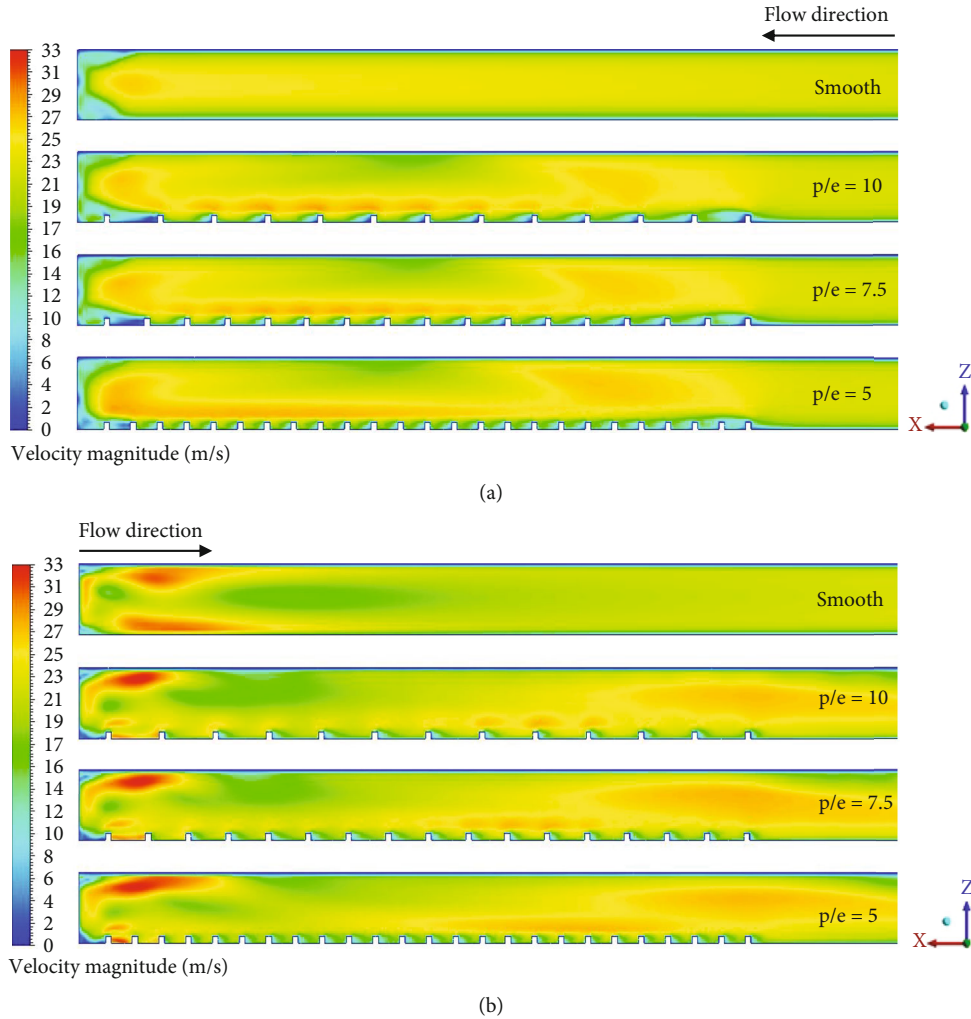 Flow direction
33
31
30
29
27
25
23
21
19
17
16
14
12
10
8
6
4
2
0
Smooth
p/e = 10
p/e = 7.5
p/e = 5
Z
X
Velocity magnitude (m/s)
(a)
Flow direction
33
31
30
29
27
25
23
21
19
17
16
14
12
10
8
6
4
2
0
Smooth
p/e = 10
p/e = 7.5
p/e = 5
Z
X
Velocity magnitude (m/s)
(b)